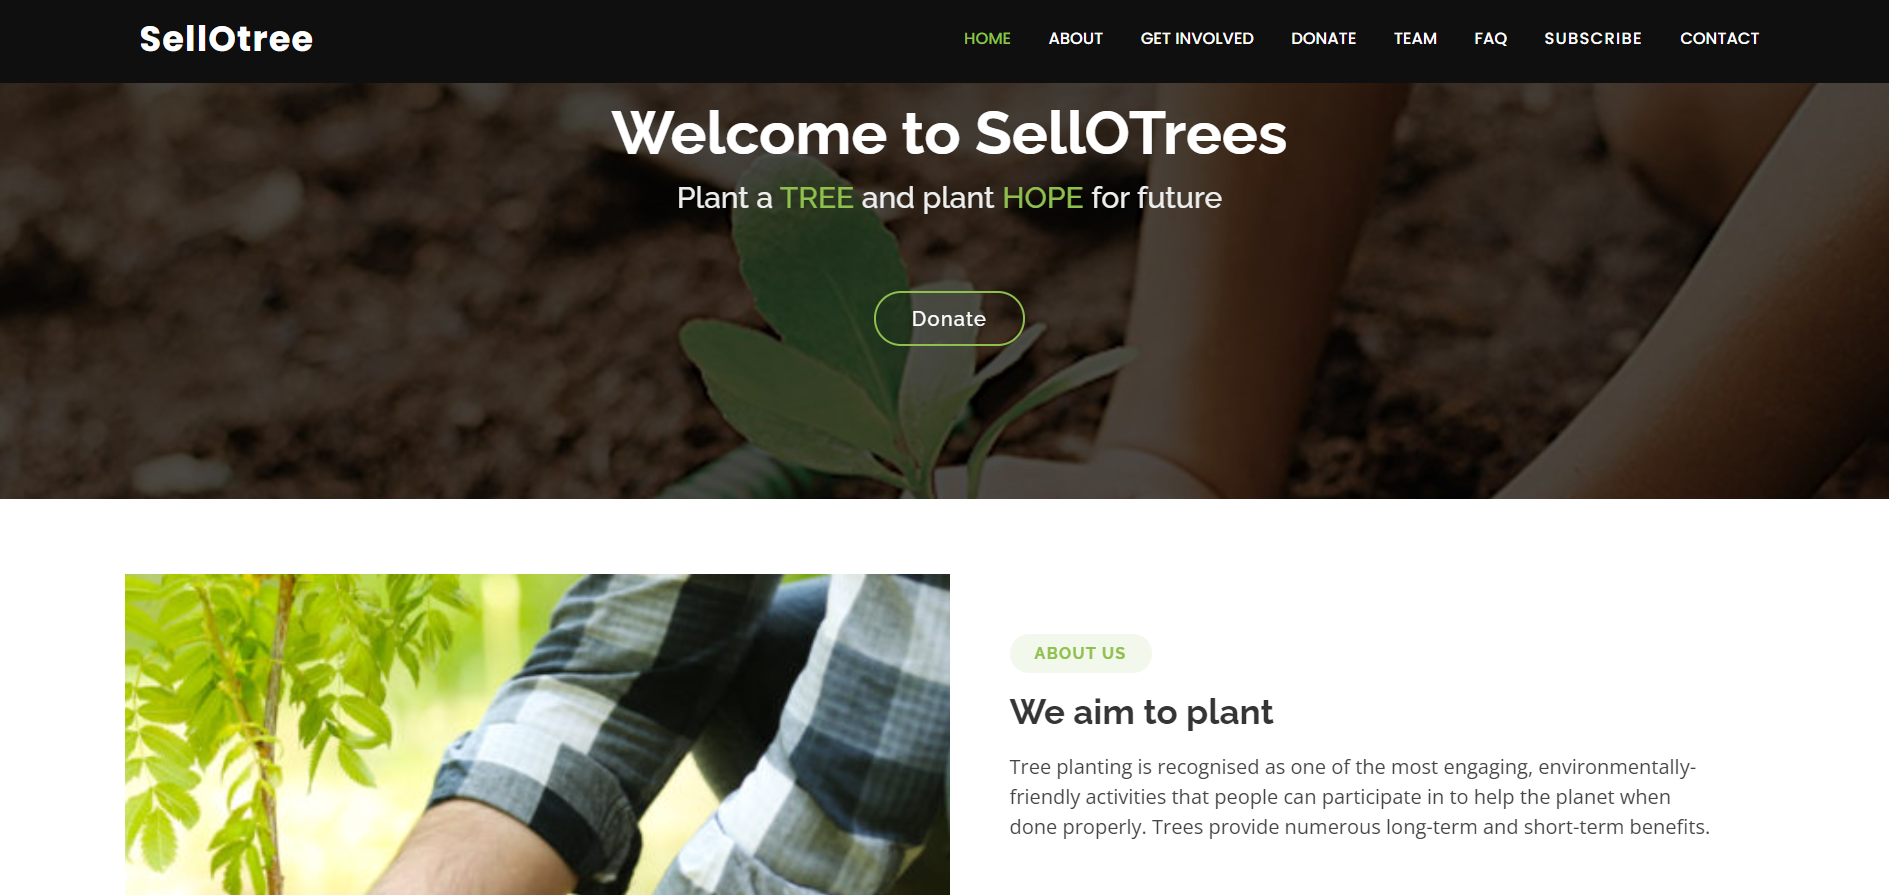 SellOtree
HOME ABOUT GET INVOLVED DONATE TEAM FAQ SUBSCRIBE CONTACT
Welcome to SellOTrees
Plant a TREE and plant HOPE for future
Donate
ABOUT US
We aim to plant
Tree planting is recognised as one of the most engaging, environmentally-
friendly activities that people can participate in to help the planet when
done properly. Trees provide numerous long-term and short-term benefits.